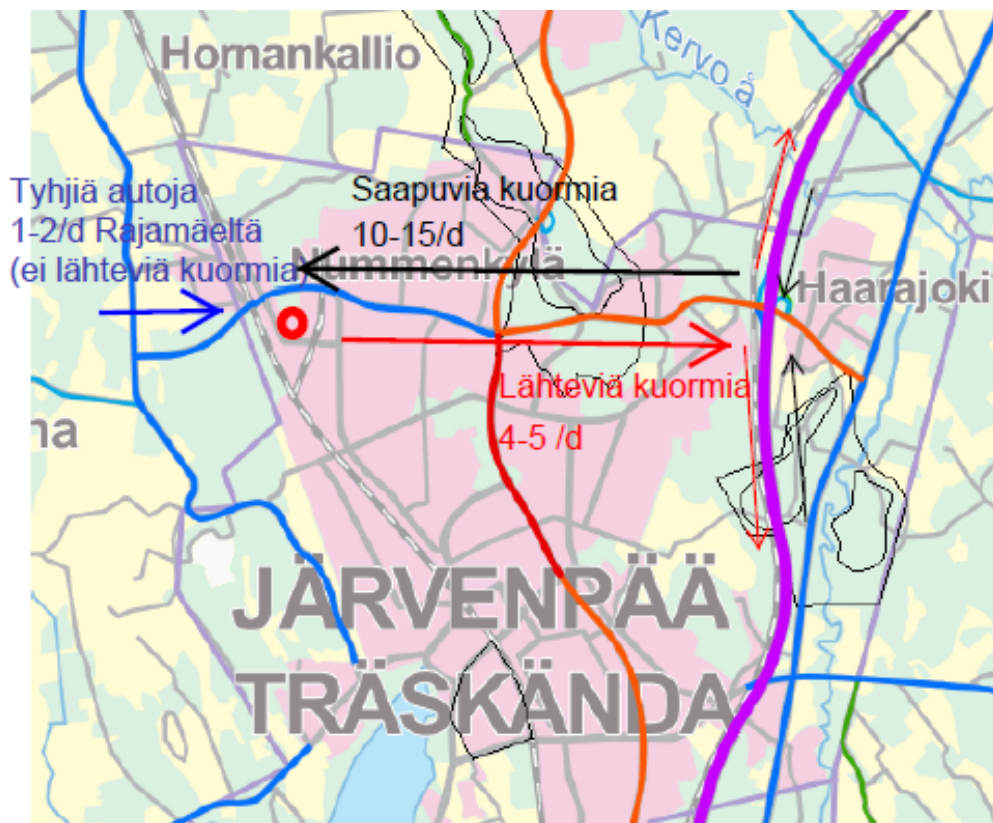 Hornankallio
Kervo å
Tyhjiä autoja
1-2/d Rajamäeltä
(ei lähteviä kuormia
Saapuvia kuormia
10-15/d
Nummenkylä
Haarajoki
Lähteviä kuormia
4-5 /d
na
JÄRVENPÄÄ
TRÄSKÄNDA